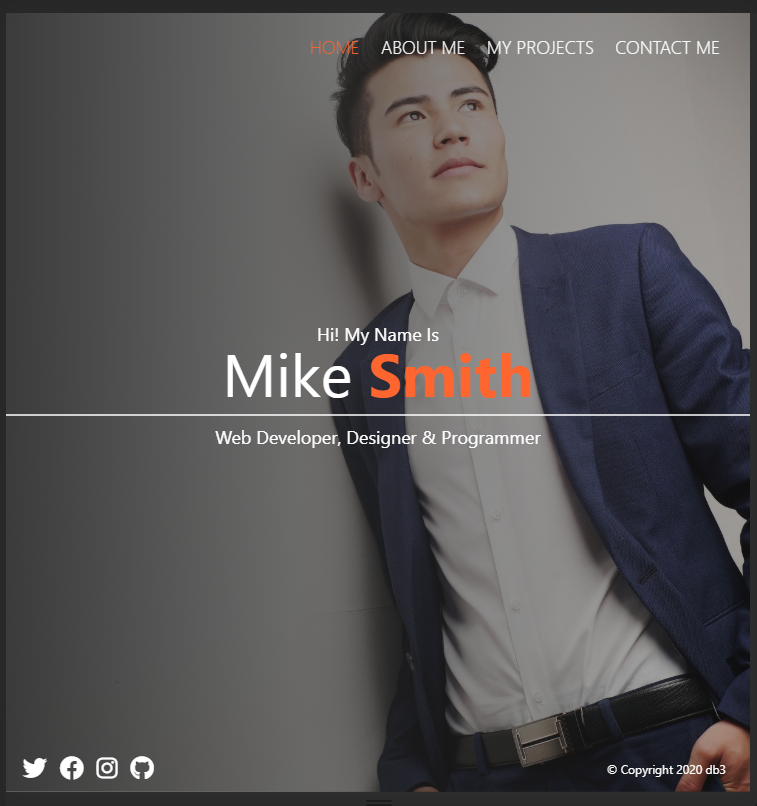 HOME ABOUT ME MY PROJECTS CONTACT ME
Hi! My Name Is
Mike Smith
Web Developer, Designer & Programmer
© Copyright 2020 db3